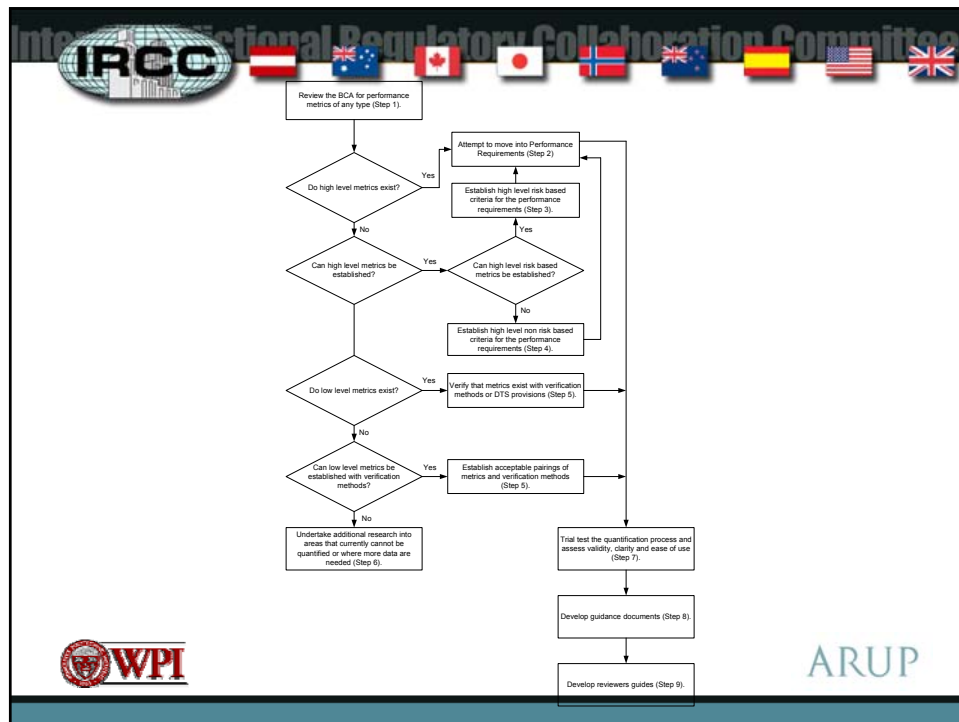 Inter-jurisdictional Regulatory Collaboration Committee
IRCC
Review the BCA for performance
metrics of any type (Step 1).
Do high level metrics exist?
Yes
Attempt to move into Performance
Requirements (Step 2)
Establish high level risk based
criteria for the performance
requirements (Step 3).
No
Yes
Can high level metrics be
established?
Yes
Can high level risk based
metrics be established?
No
Establish high level non risk based
criteria for the performance
requirements (Step 4).
Do low level metrics exist?
Yes
Verify that metrics exist with verification
methods or DTS provisions (Step 5).
No
Can low level metrics be
established with verification
methods?
Yes
Establish acceptable pairings of
metrics and verification methods
(Step 5).
No
Undertake additional research into
areas that currently cannot be
quantified or where more data are
needed (Step 6).
Trial test the quantification process and
assess validity, clarity and ease of use
(Step 7).
Develop guidance documents (Step 8).
Develop reviewers guides (Step 9).
WPI
ARUP